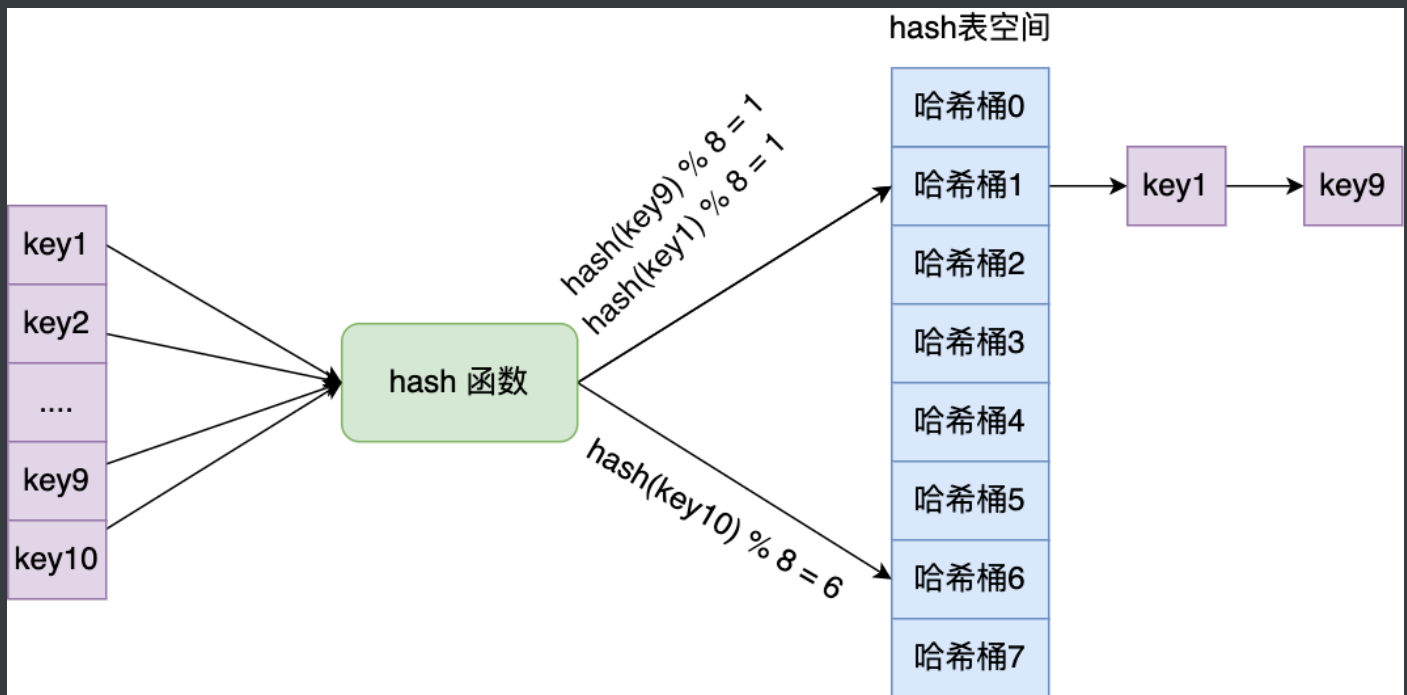 hash表空间
key1
key2
....
key9
key10
hash 函数
hash(key9) % 8 = 1
hash(key1) % 8 = 1
hash(key10) % 8 = 6
哈希桶0
哈希桶1
哈希桶2
哈希桶3
哈希桶4
哈希桶5
哈希桶6
哈希桶7
key1
key9